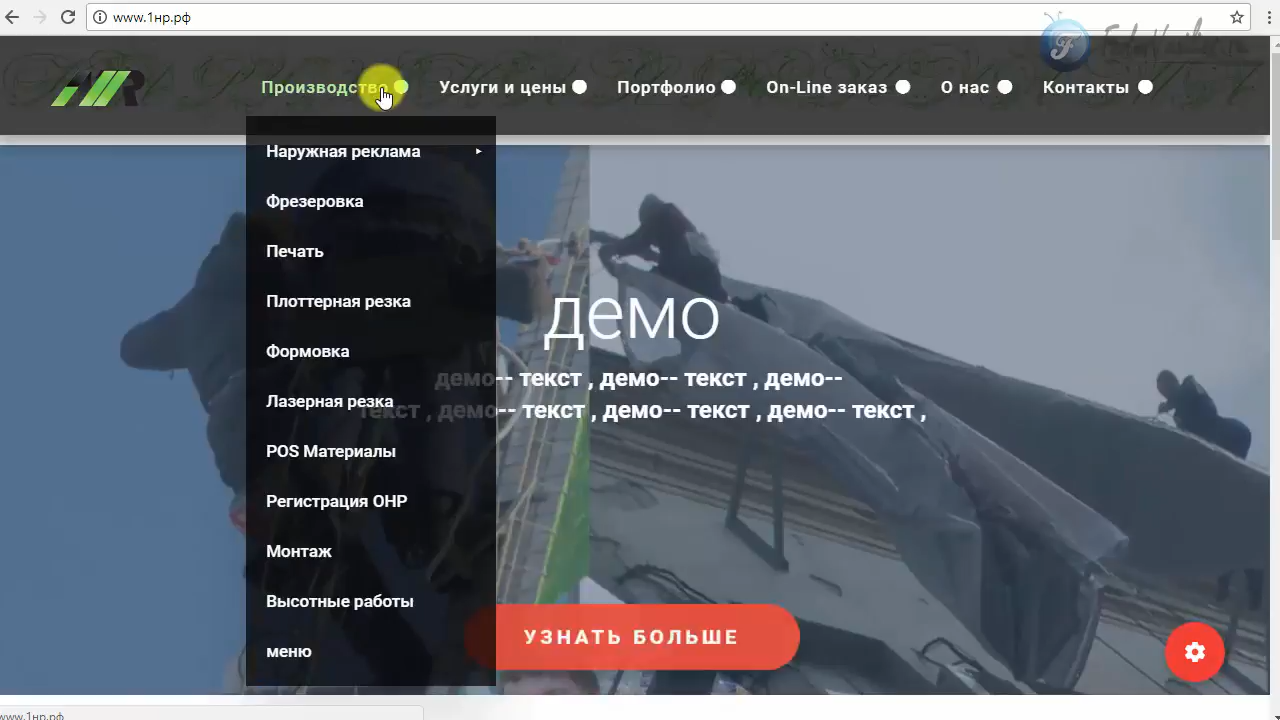 www.1нр.рф
Производство
Услуги и цены
Портфолио
On-Line заказ
О нас
Контакты
Наружная реклама
Фрезеровка
Печать
Плоттерная резка
Формовка
Лазерная резка
POS Материалы
Регистрация ОНР
Монтаж
Высотные работы
меню
демо
демо-- текст , демо-- текст , демо--
текст , демо-- текст , демо-- текст , демо-- текст ,
УЗНАТЬ БОЛЬШЕ
www.1нр.рф